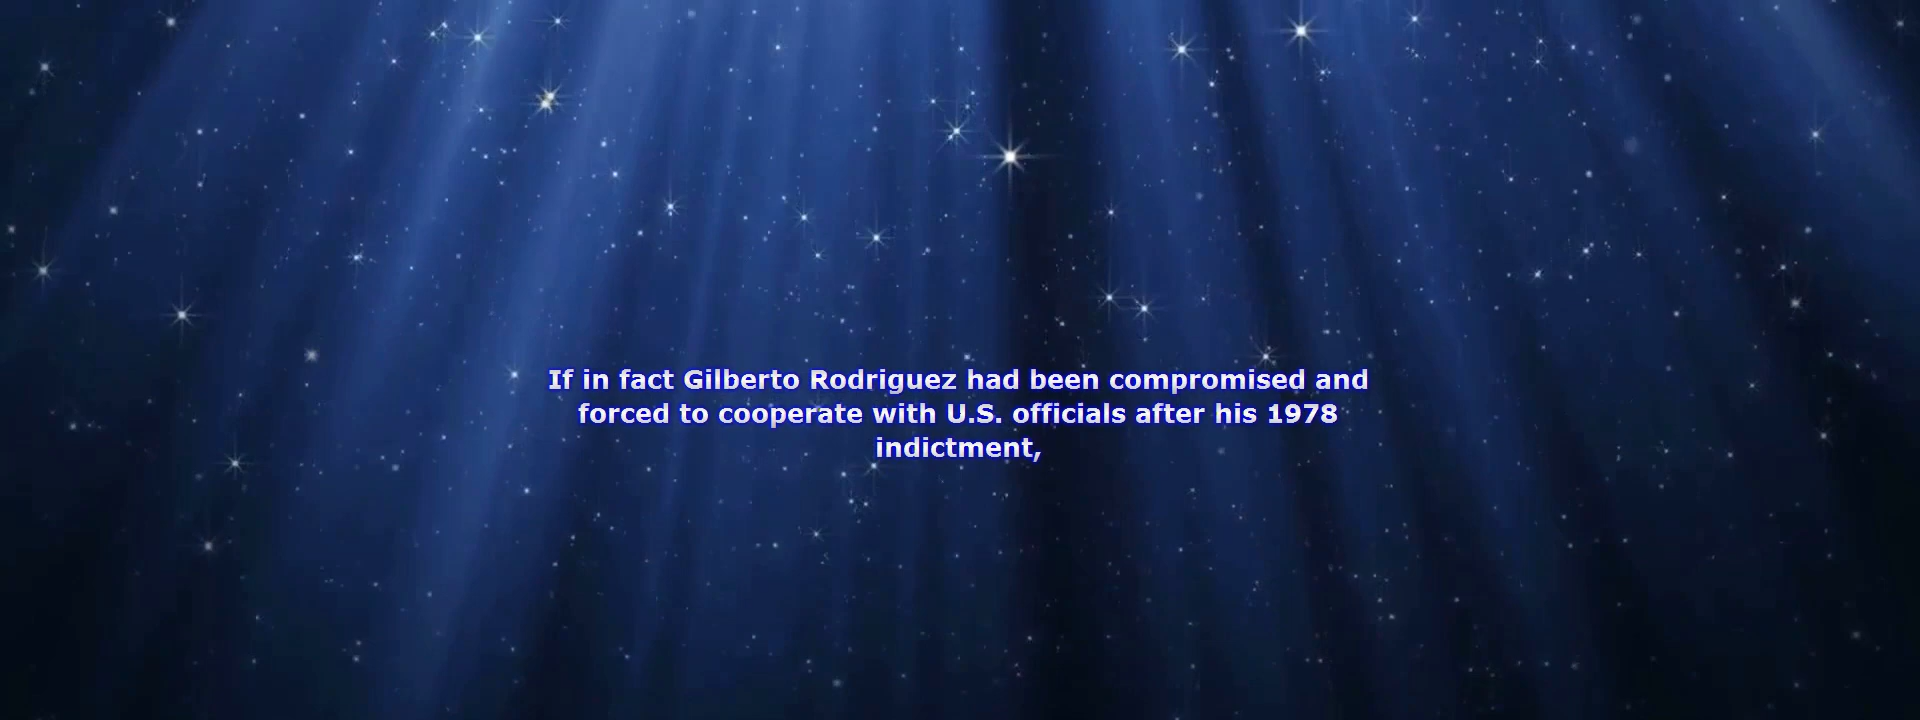 If in fact Gilberto Rodriguez had been compromised and
forced to cooperate with U.S. officials after his 1978
indictment,